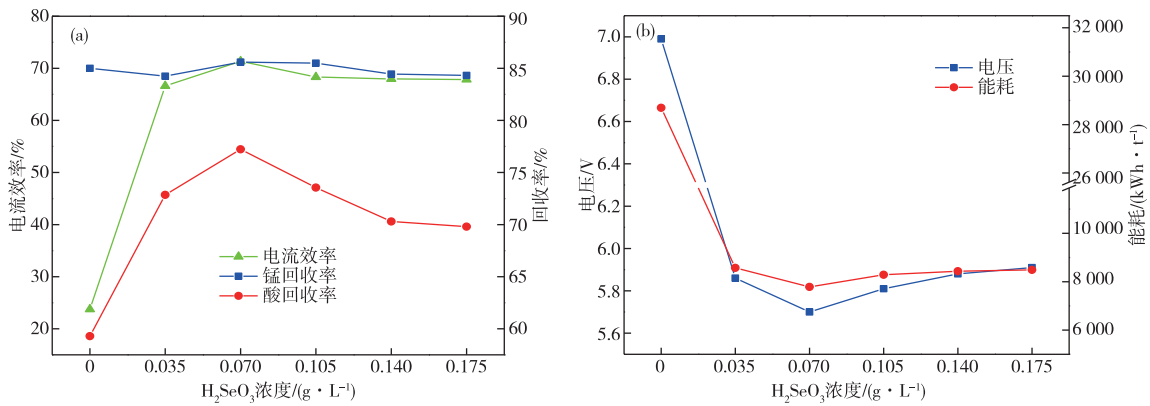 (a)
80
70
60
50
40
30
20
电流效率/%
90
85
80
75
70
65
60
回收率/%
电流效率
锰回收率
酸回收率
0 0.035 0.070 0.105 0.140 0.175
H₂SeO₃浓度/(g·L⁻¹)
(b)
7.0
6.8
6.6
6.4
6.2
6.0
5.8
5.6
电压/V
32 000
30 000
28 000
26 000
10 000
8 000
6 000
能耗/(kWh·t⁻¹)
电压
能耗
0 0.035 0.070 0.105 0.140 0.175
H₂SeO₃浓度/(g·L⁻¹)